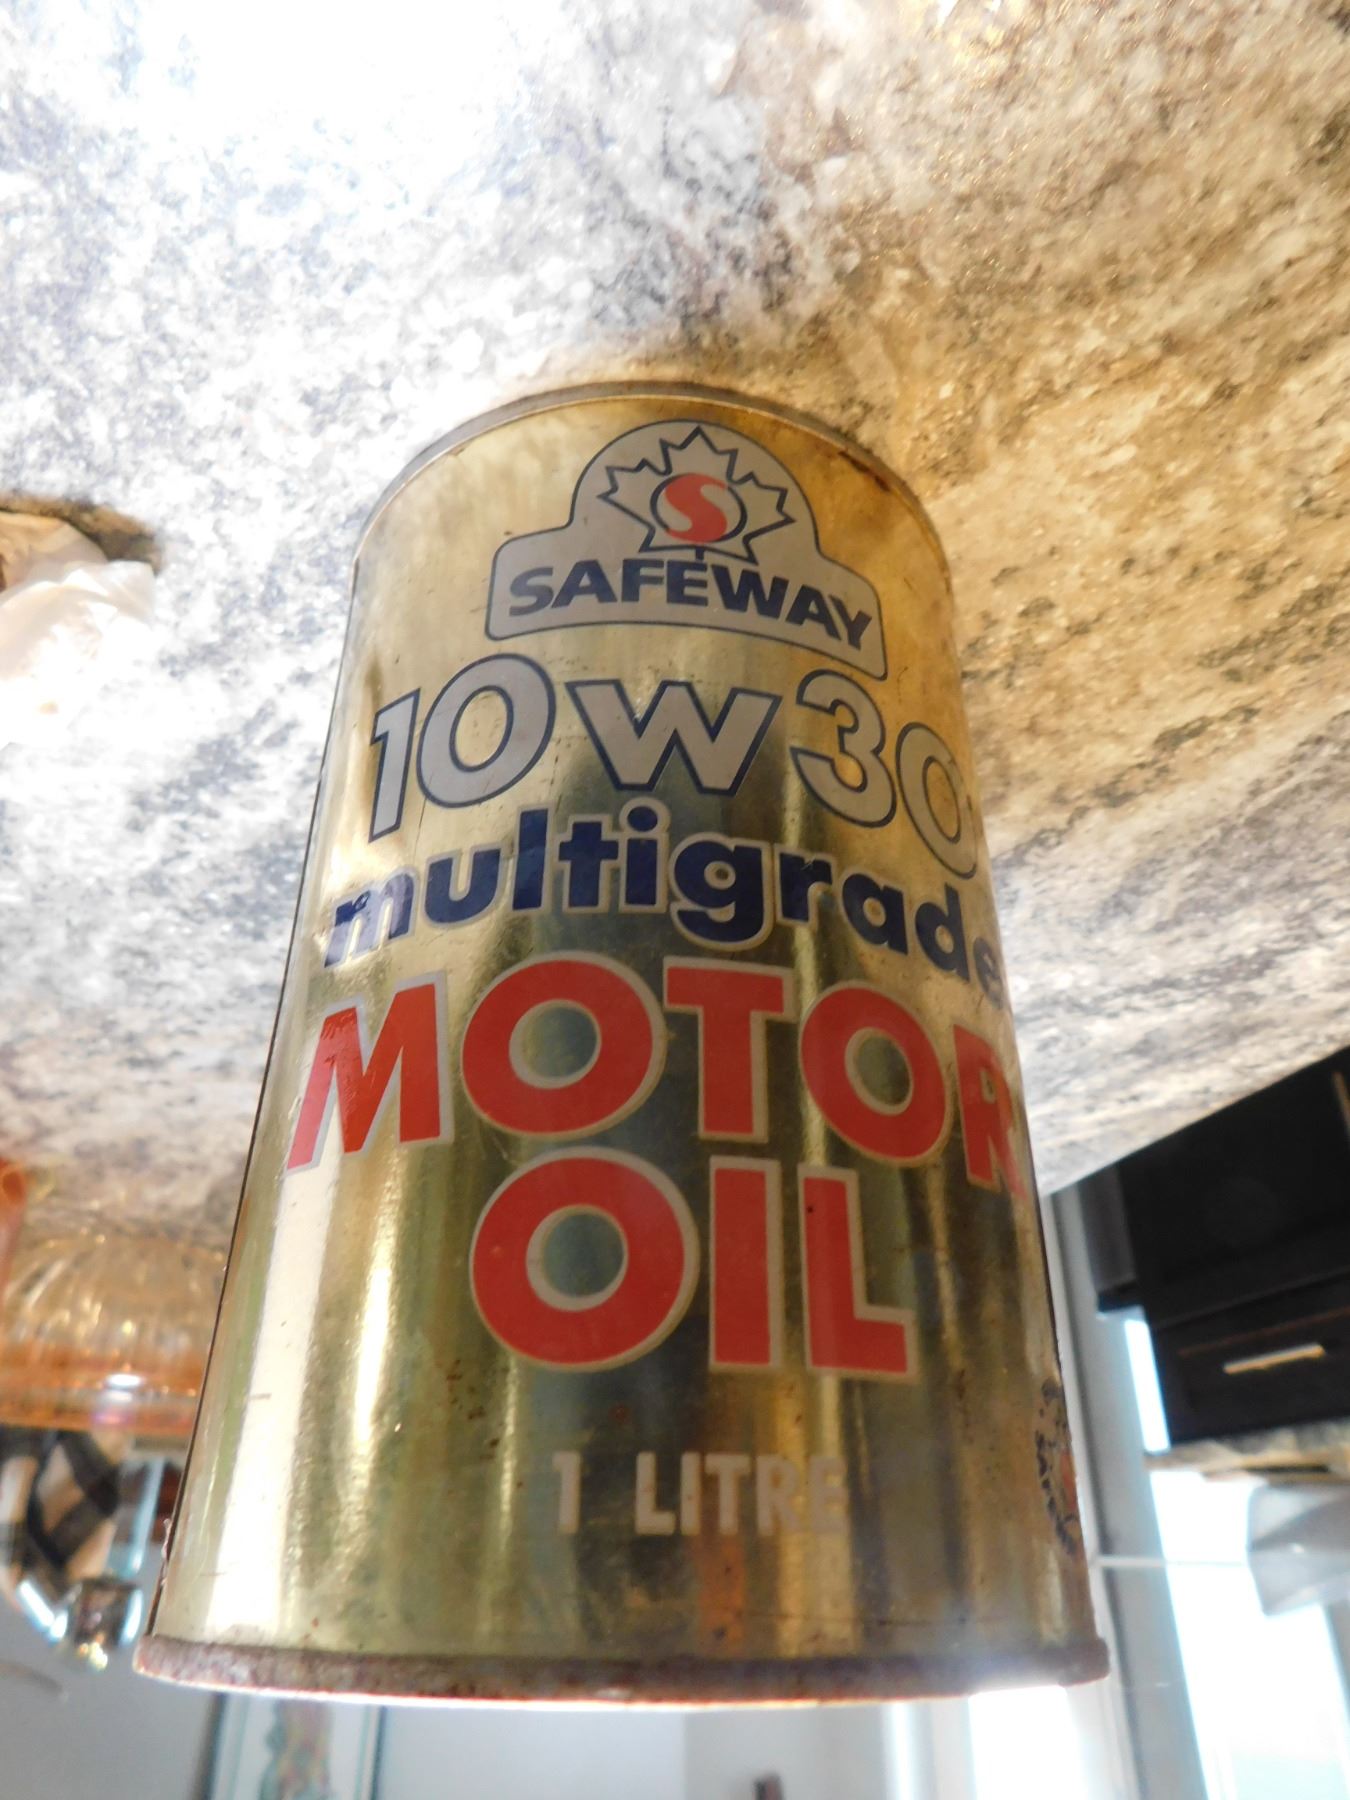 S
SAFEWAY
10w30
multigrade
MOTOR
OIL
1 LITRE